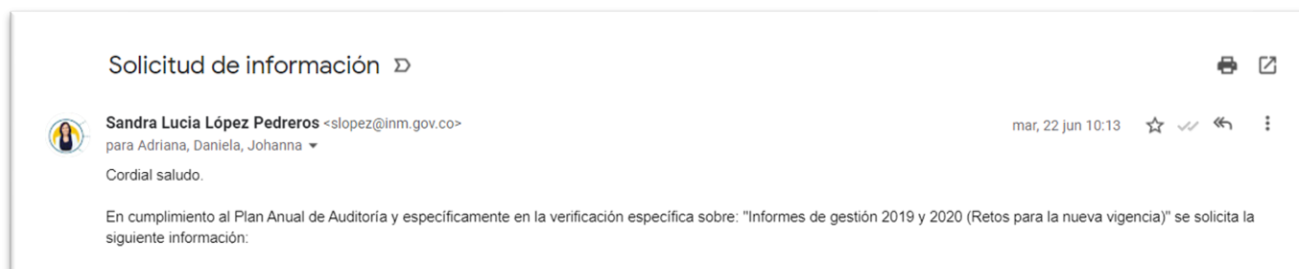 Solicitud de información
Sandra Lucia López Pedreros <slopez@inm.gov.co>
mar, 22 jun 10:13
para Adriana, Daniela, Johanna
Cordial saludo.
En cumplimiento al Plan Anual de Auditoría y específicamente en la verificación específica sobre: "Informes de gestión 2019 y 2020 (Retos para la nueva vigencia)" se solicita la
siguiente información: